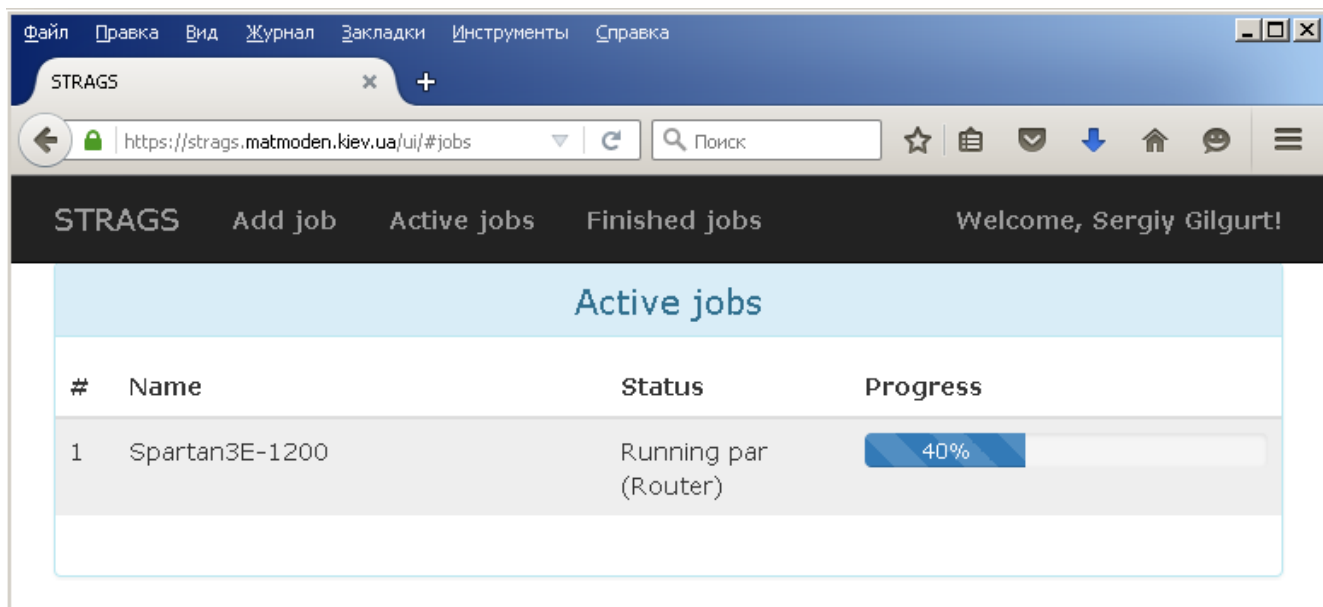 Файл Правка Вид Журнал Закладки Инструменты Справка
STRAGS
https://strags.matmoden.kiev.ua/ui/#jobs Поиск
STRAGS Add job Active jobs Finished jobs Welcome, Sergiy Gilgurt!
Active jobs
# Name Status Progress
1 Spartan3E-1200 Running par 40%
(Router)